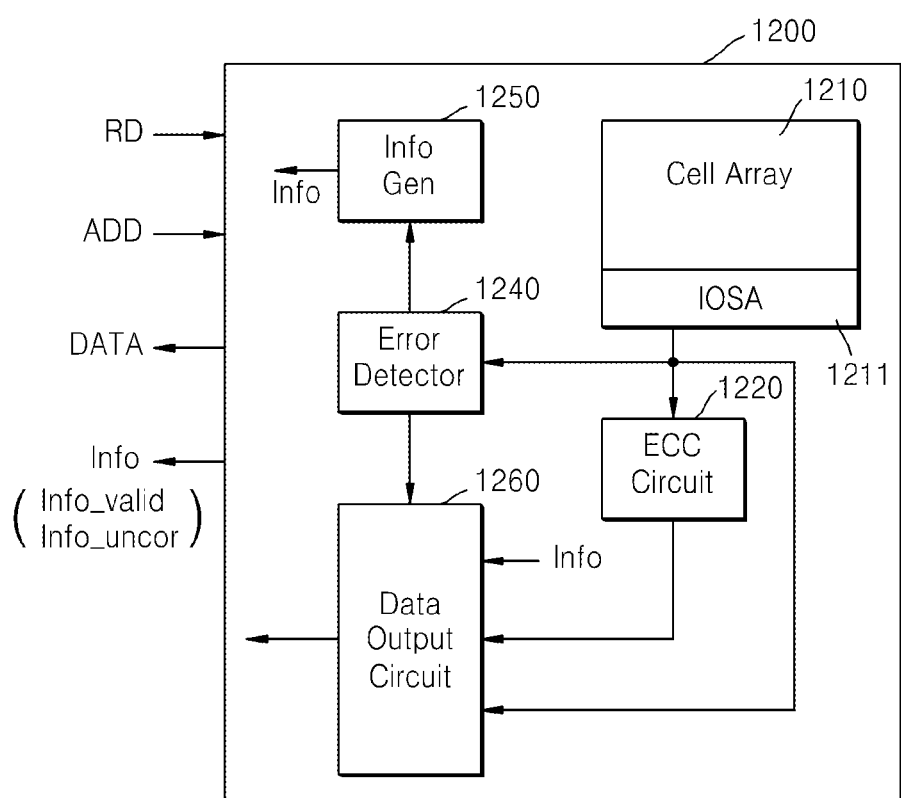 1200
1250
1210
RD
Info
Gen
Cell Array
Info
ADD
1240
IOSA
DATA
Error
Detector
1211
1220
Info
ECC
Circuit
( Info_valid
Info_uncor )
1260
Info
Data
Output
Circuit